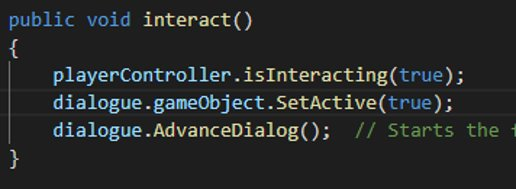 public void interact()
{
playerController.isInteracting(true);
dialogue.gameObject.SetActive(true);
dialogue.AdvanceDialog();  // Starts the
}